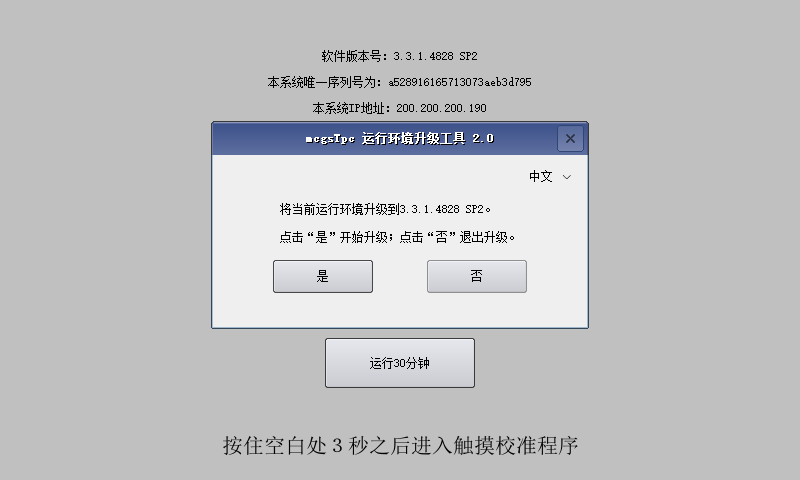 软件版本号：3.3.1.4828 SP2
本系统唯一序列号为：a528916165713073aeb3d795
本系统IP地址：200.200.200.190
mcgsTpc 运行环境升级工具 2.0
中文
将当前运行环境升级到3.3.1.4828 SP2。
点击“是”开始升级；点击“否”退出升级。
是 否
运行30分钟
按住空白处 3 秒之后进入触摸校准程序